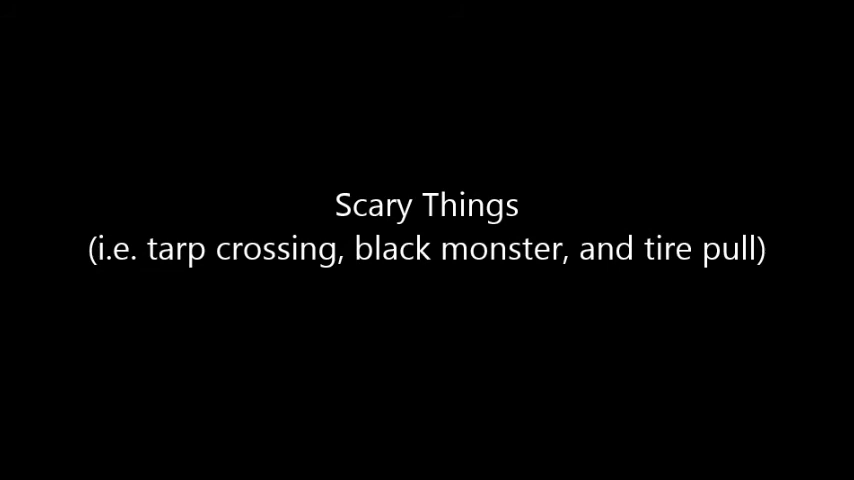 Scary Things
(i.e. tarp crossing, black monster, and tire pull)